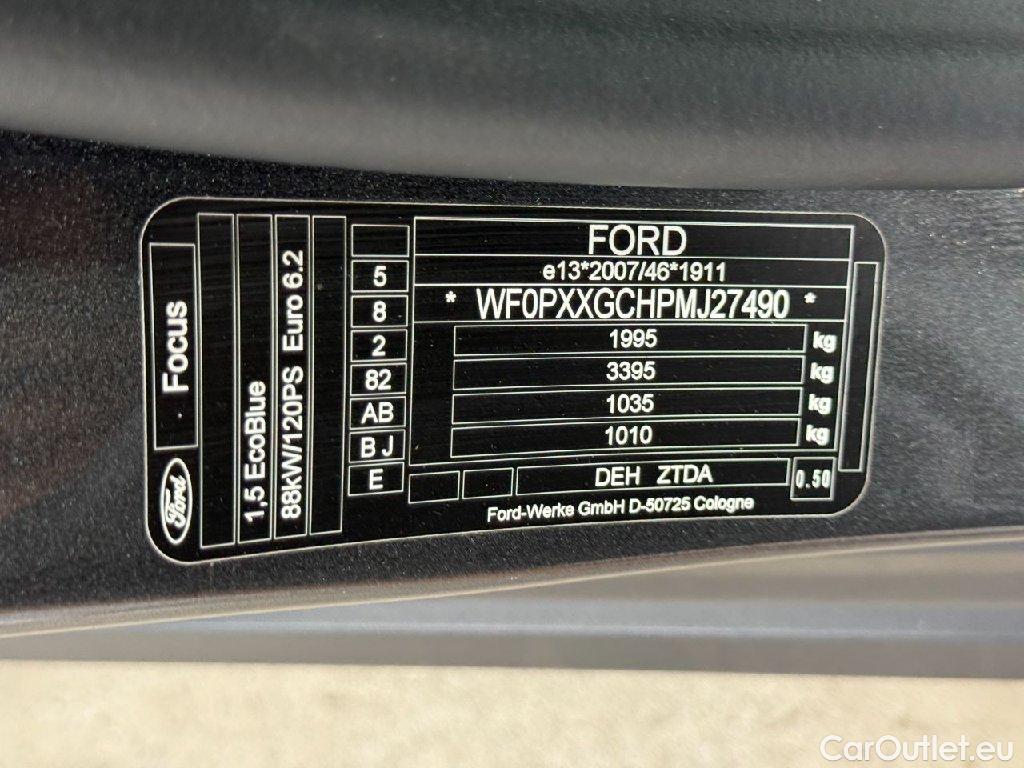 Focus
Ford
1,5 EcoBlue
88kW/120PS Euro 6.2
5
8
2
82
AB
B J
E
FORD
e13*2007/46*1911
* WF0PXXGCHPMJ27490 *
1995 kg
3395 kg
1035 kg
1010 kg
DEH ZTDA
0.50
Ford-Werke GmbH D-50725 Cologne
CarOutlet.eu